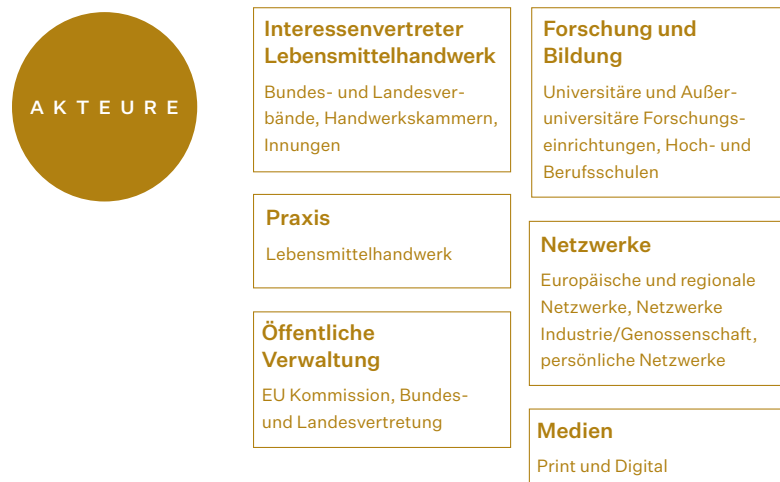 AKTEURE
Interessenvertreter
Lebensmittelhandwerk
Bundes- und Landesver-
bände, Handwerkskammern,
Innungen
Praxis
Lebensmittelhandwerk
Öffentliche
Verwaltung
EU Kommission, Bundes-
und Landesvertretung
Forschung und
Bildung
Universitäre und Außer-
universitäre Forschungs-
einrichtungen, Hoch- und
Berufsschulen
Netzwerke
Europäische und regionale
Netzwerke, Netzwerke
Industrie/Genossenschaft,
persönliche Netzwerke
Medien
Print und Digital